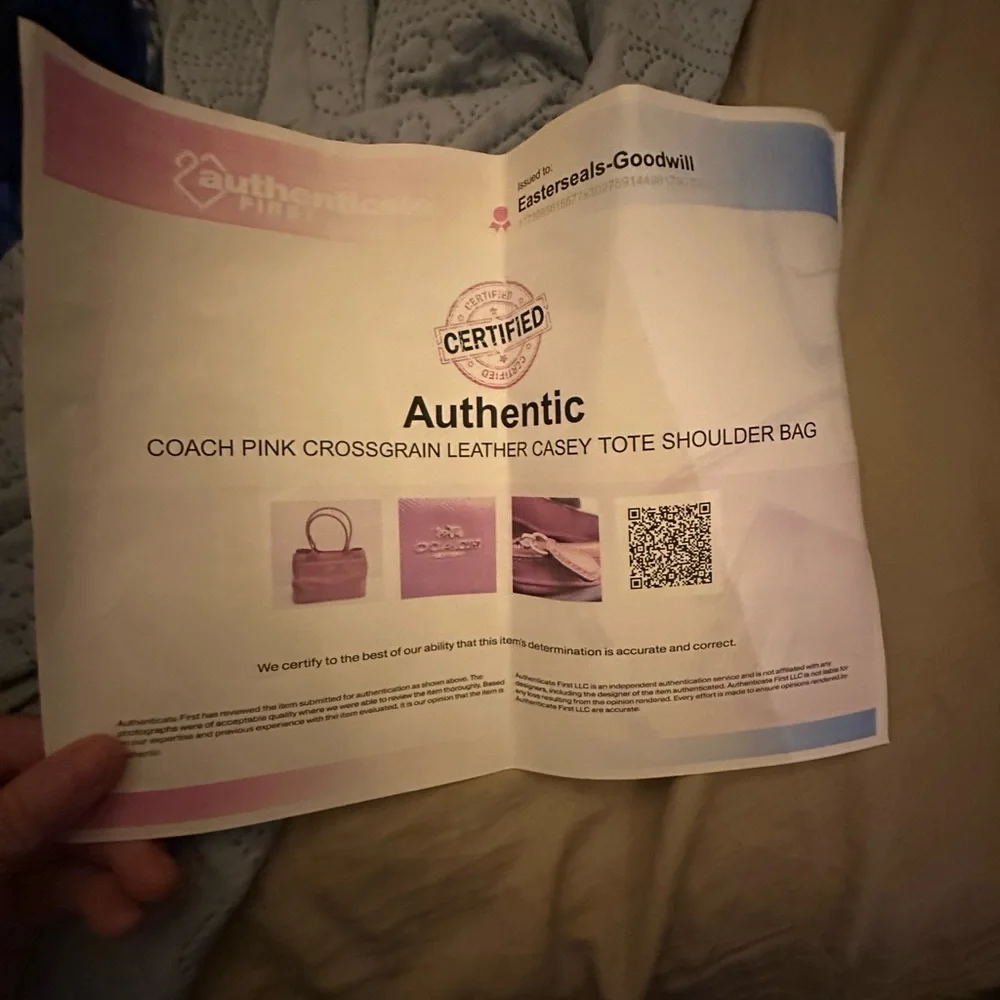 authenticate
FIRST
Issued to:
Easterseals-Goodwill
CERTIFIED
CERTIFIED
CERTIFIED
Authentic
COACH PINK CROSSGRAIN LEATHER CASEY TOTE SHOULDER BAG
COACH
We certify to the best of our ability that this item's determination is accurate and correct.
Authenticate First has reviewed the item submitted for authentication as shown above. The
photographs were of acceptable quality where we were able to review the item thoroughly. Based
on our expertise and previous experience with the item evaluated, it is our opinion that the item is
authentic.
Authenticate First LLC is an independent authentication service and is not affiliated with any
designers, including the designer of the item authenticated. Authenticate First LLC is not liable for
any loss resulting from the opinion rendered. Every effort is made to ensure opinions rendered by
Authenticate First LLC are accurate.